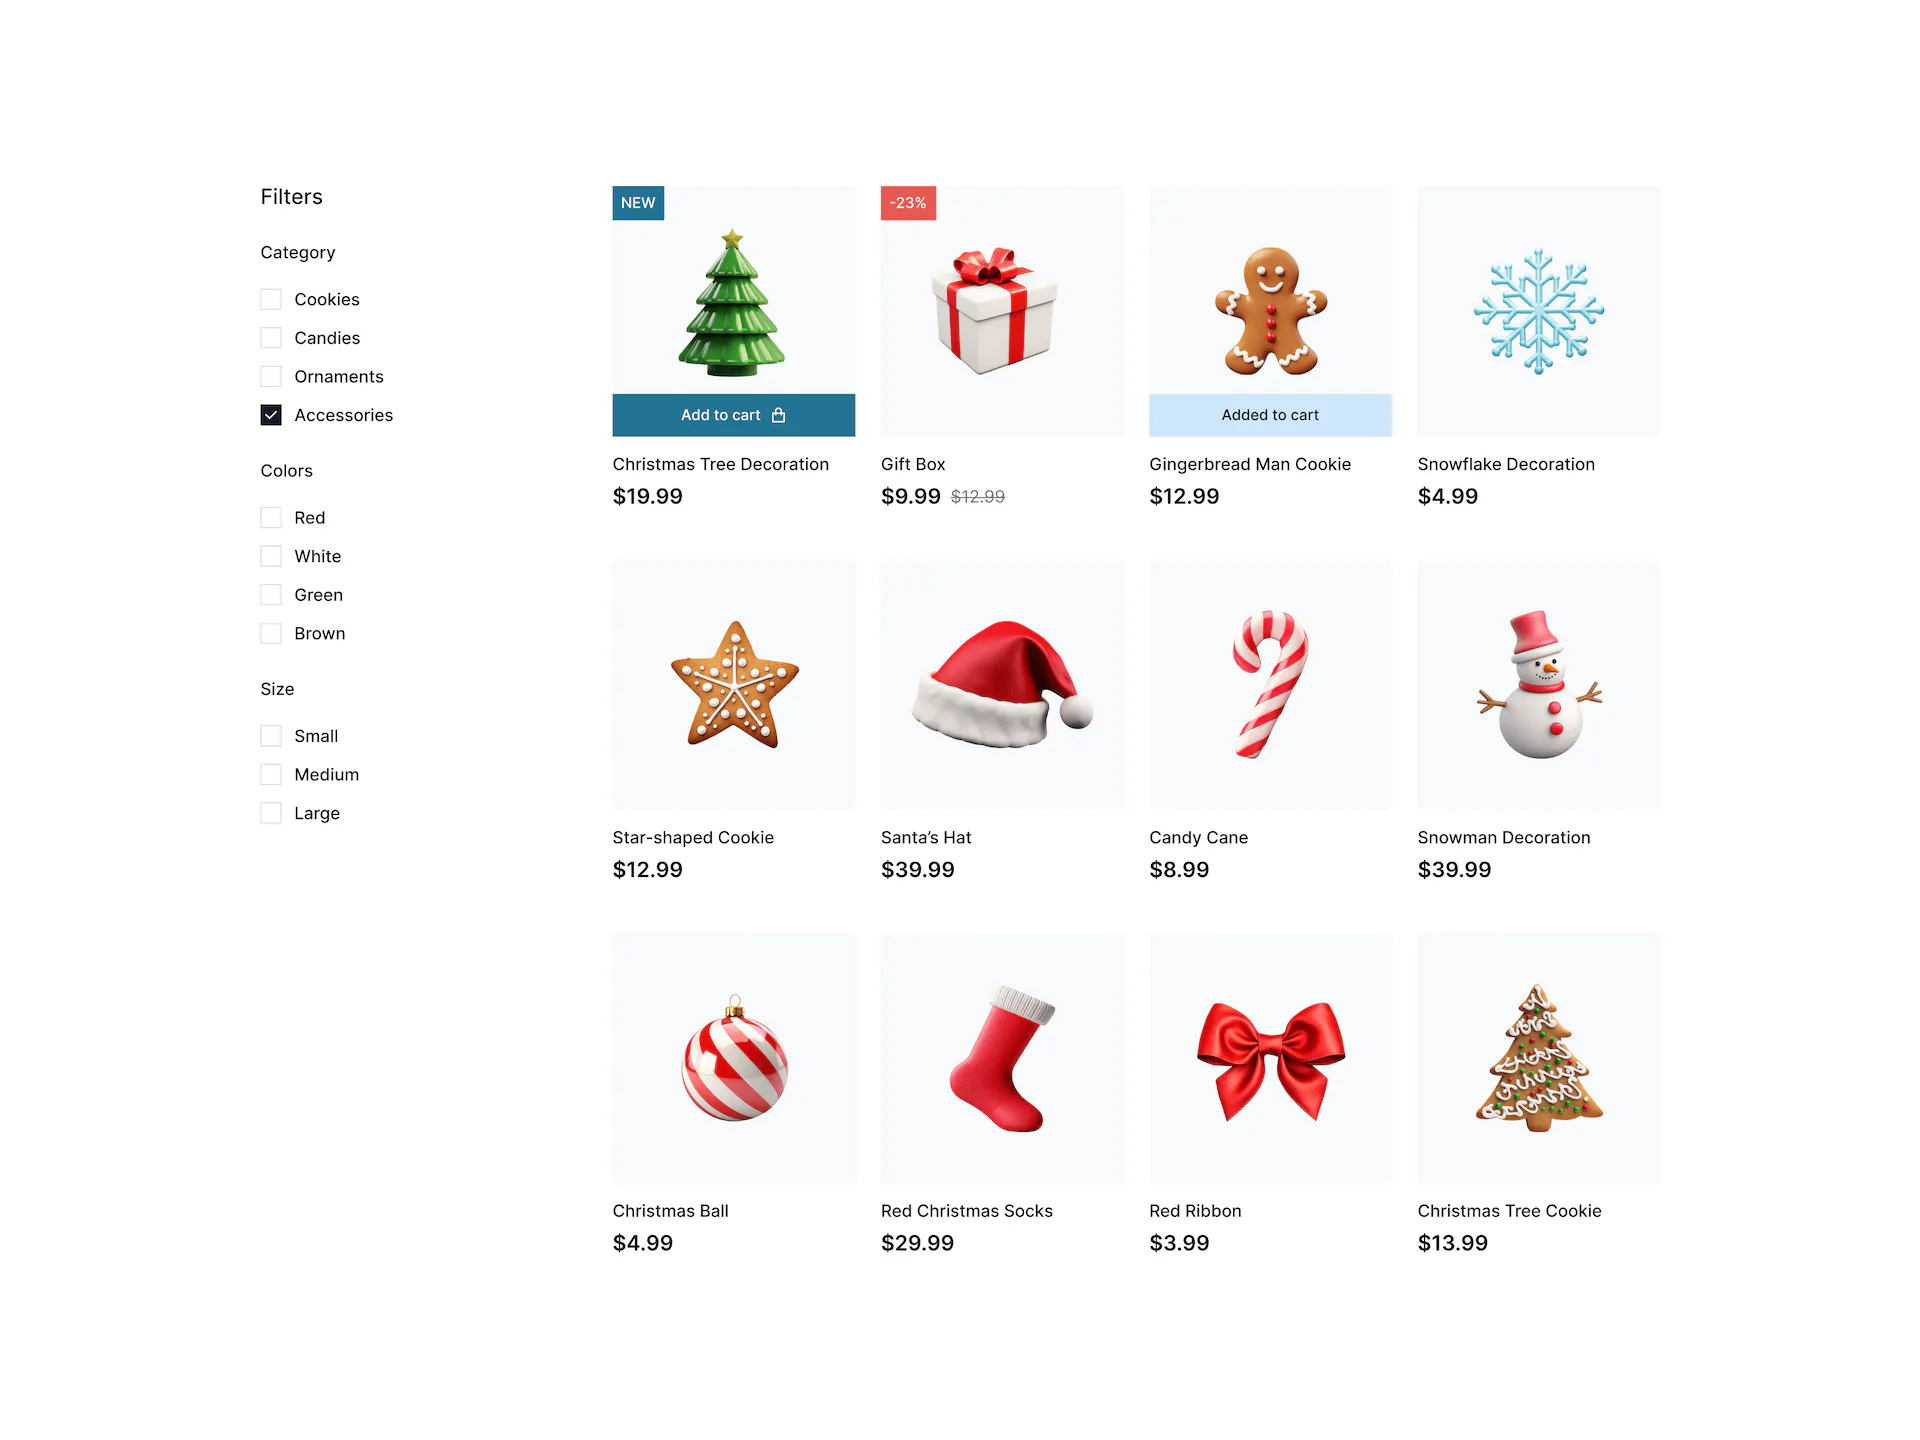 Filters
Category
Cookies
Candies
Ornaments
Accessories
Colors
Red
White
Green
Brown
Size
Small
Medium
Large
NEW
Add to cart
Christmas Tree Decoration
$19.99
-23%
Gift Box
$9.99 $12.99
Added to cart
Gingerbread Man Cookie
$12.99
Snowflake Decoration
$4.99
Star-shaped Cookie
$12.99
Santa’s Hat
$39.99
Candy Cane
$8.99
Snowman Decoration
$39.99
Christmas Ball
$4.99
Red Christmas Socks
$29.99
Red Ribbon
$3.99
Christmas Tree Cookie
$13.99